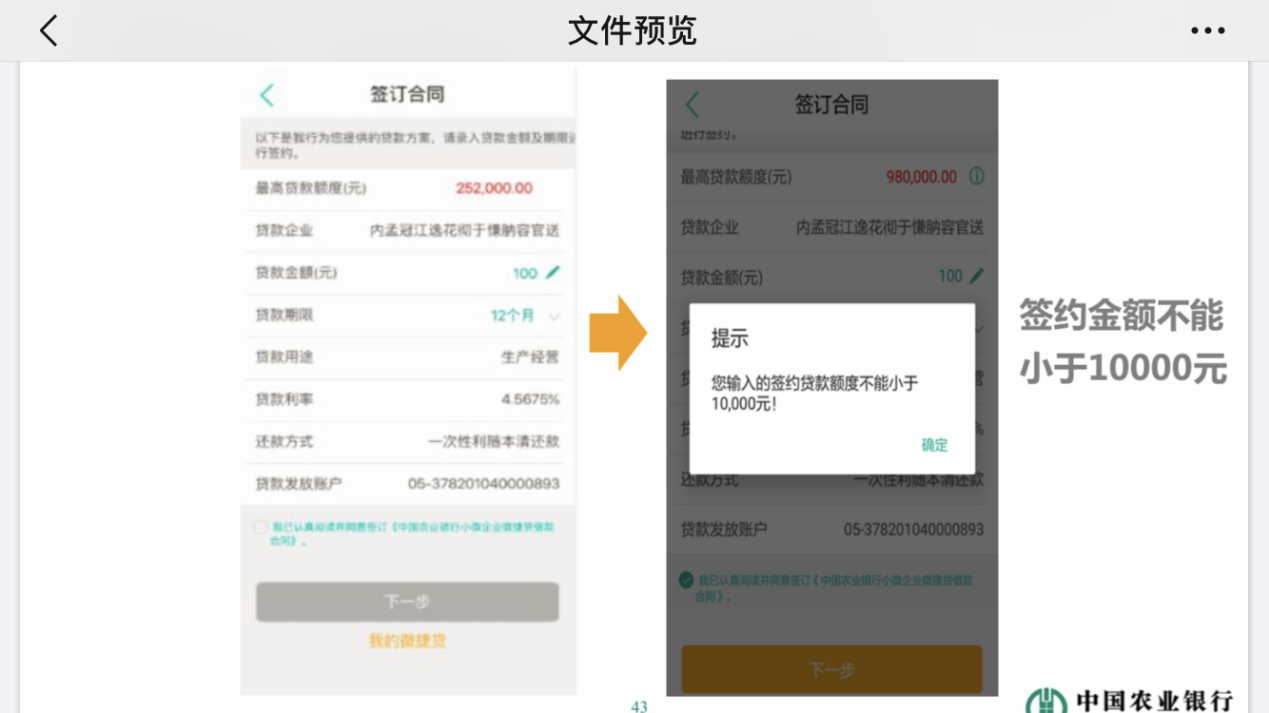 文件预览
签订合同
以下是我行为您提供的贷款方案，请录入贷款金额及期限
行签约。
最高贷款额度(元) 252,000.00
贷款企业 内孟冠江逸花彻于慊肭容官送
贷款金额(元) 100
贷款期限 12个月
贷款用途 生产经营
贷款利率 4.5675%
还款方式 一次性利随本清还款
贷款发放账户 05-378201040000893
我已认真阅读并同意签订《中国农业银行小微企业微捷贷借款
合同》。
下一步
我的微捷贷
签订合同
进行签约。
最高贷款额度(元) 980,000.00
贷款企业 内孟冠江逸花彻于慊肭容官送
贷款金额(元) 100
提示
您输入的签约贷款额度不能小于
10,000元!
确定
还款方式 一次性利随本清还款
贷款发放账户 05-378201040000893
我已认真阅读并同意签订《中国农业银行小微企业微捷贷借款
合同》。
下一步
签约金额不能
小于10000元
43
中国农业银行